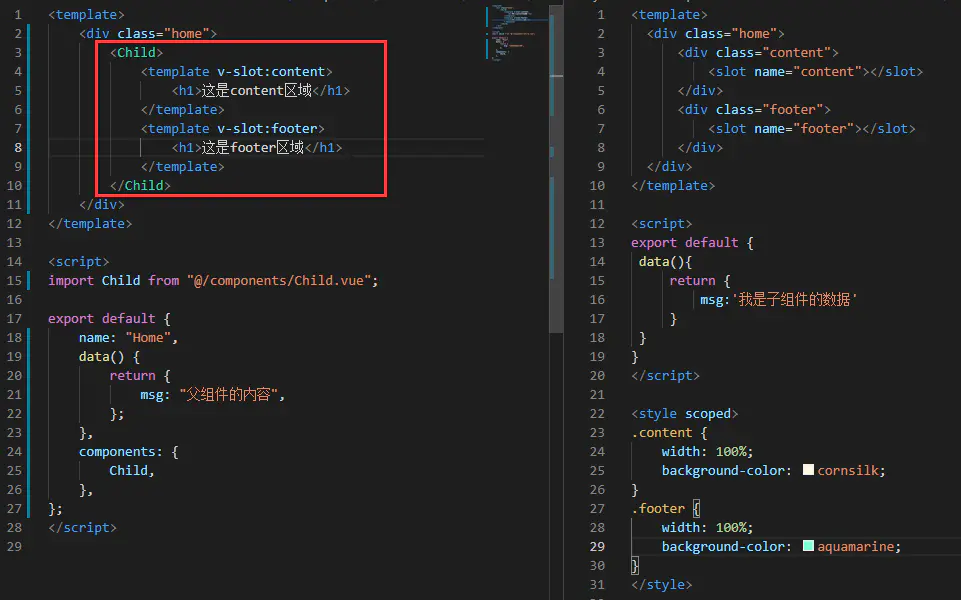 1 <template>
2 <div class="home">
3 <Child>
4 <template v-slot:content>
5 <h1>这是content区域</h1>
6 </template>
7 <template v-slot:footer>
8 <h1>这是footer区域</h1>
9 </template>
10 </Child>
11 </div>
12 </template>
13
14 <script>
15 import Child from "@/components/Child.vue";
16
17 export default {
18 name: "Home",
19 data() {
20 return {
21 msg: "父组件的内容",
22 };
23 },
24 components: {
25 Child,
26 },
27 };
28 </script>
29
1 <template>
2 <div class="home">
3 <div class="content">
4 <slot name="content"></slot>
5 </div>
6 <div class="footer">
7 <slot name="footer"></slot>
8 </div>
9 </div>
10 </template>
11
12 <script>
13 export default {
14 data(){
15 return {
16 msg:'我是子组件的数据'
17 }
18 }
19 }
20 </script>
21
22 <style scoped>
23 .content {
24 width: 100%;
25 background-color: cornsilk;
26 }
27 .footer {
28 width: 100%;
29 background-color: aquamarine;
30 }
31 </style>